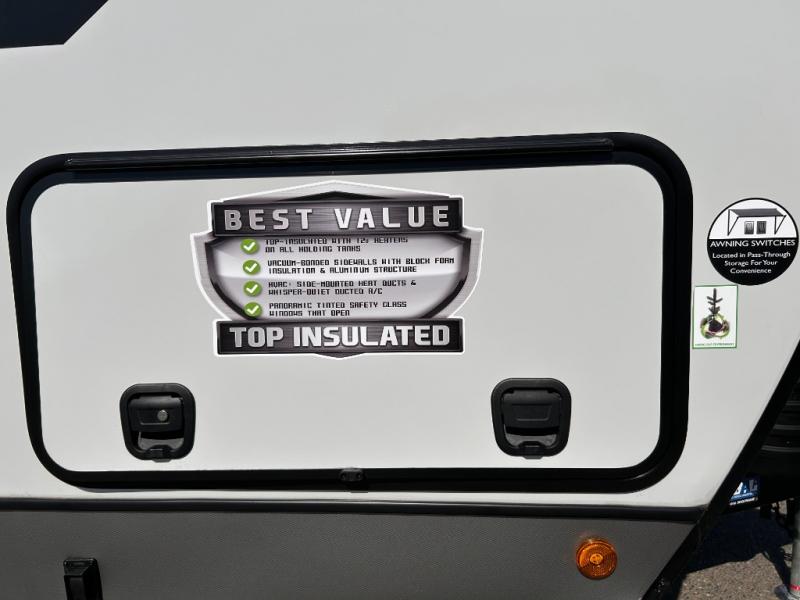 BEST VALUE
TOP-INSULATED WITH 12V HEATERS
ON ALL HOLDING TANKS
VACUUM-BONDED SIDEWALLS WITH BLOCK FOAM
INSULATION & ALUMINUM STRUCTURE
HVAC: SIDE-MOUNTED HEAT DUCTS &
WHISPER-QUIET DUCTED A/C
PANORAMIC TINTED SAFETY GLASS
WINDOWS THAT OPEN
TOP INSULATED
AWNING SWITCHES
Located in Pass-Through
Storage For Your
Convenience